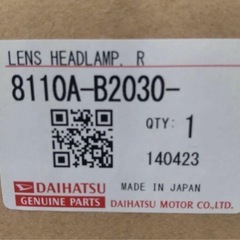 LENS HEADLAMP, R
8110A-B2030-
QTY: 1
140423
DAIHATSU MADE IN JAPAN
GENUINE PARTS DAIHATSU MOTOR CO.,LTD.